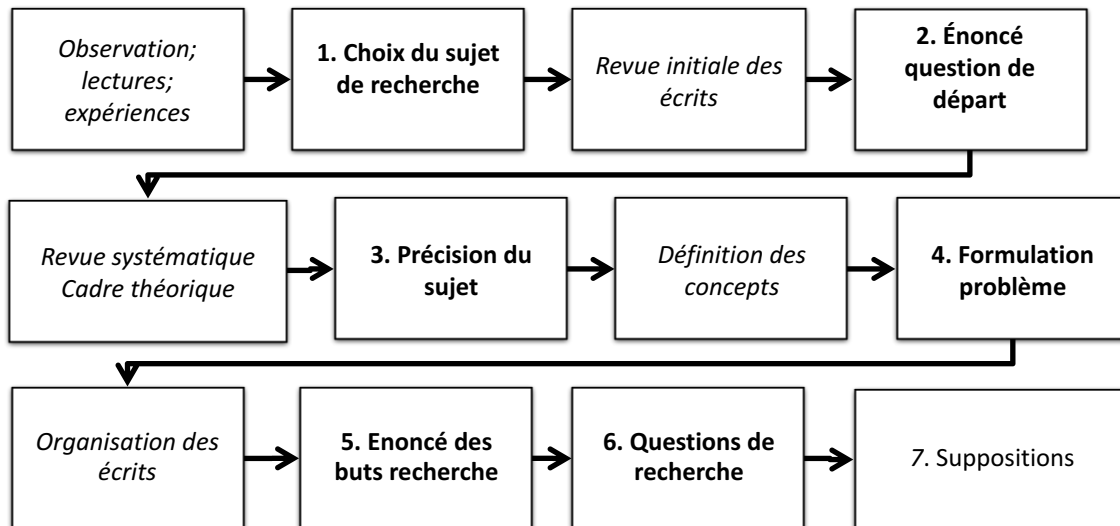 Observation;
lectures;
expériences
1. Choix du sujet
de recherche
Revue initiale des
écrits
2. Énoncé
question de
départ
Revue systématique
Cadre théorique
3. Précision du
sujet
Définition des
concepts
4. Formulation
problème
Organisation des
écrits
5. Enoncé des
buts recherche
6. Questions de
recherche
7. Suppositions